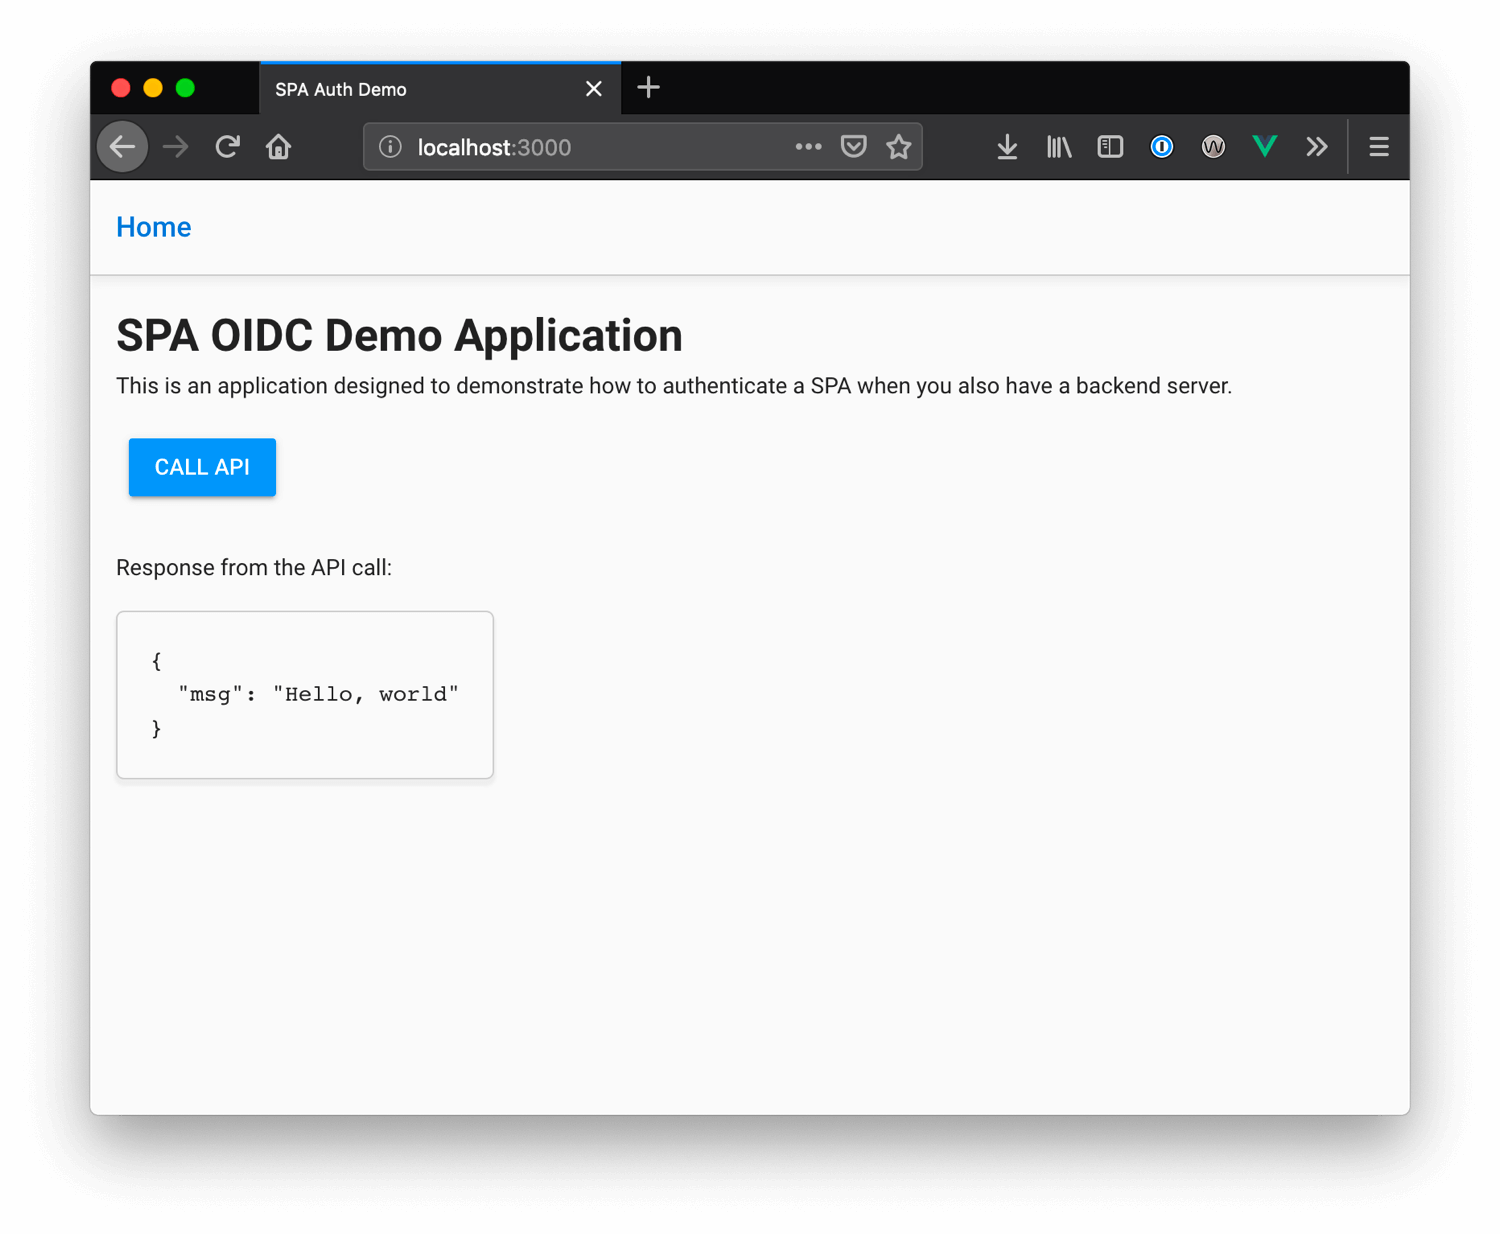 SPA Auth Demo
localhost:3000
Home
SPA OIDC Demo Application
This is an application designed to demonstrate how to authenticate a SPA when you also have a backend server.
CALL API
Response from the API call:
{
"msg": "Hello, world"
}